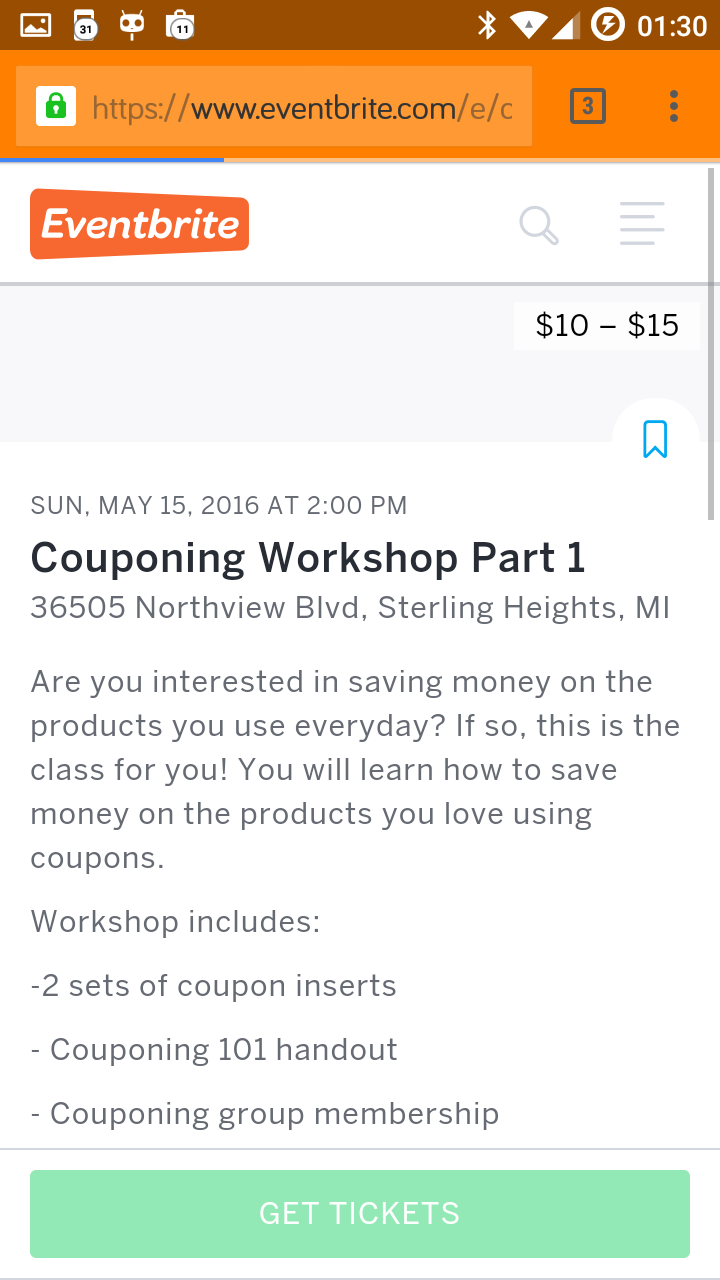 31
11
01:30
https://www.eventbrite.com/e/c
3
Eventbrite
$10 – $15
SUN, MAY 15, 2016 AT 2:00 PM
Couponing Workshop Part 1
36505 Northview Blvd, Sterling Heights, MI
Are you interested in saving money on the
products you use everyday? If so, this is the
class for you! You will learn how to save
money on the products you love using
coupons.
Workshop includes:
-2 sets of coupon inserts
- Couponing 101 handout
- Couponing group membership
GET TICKETS